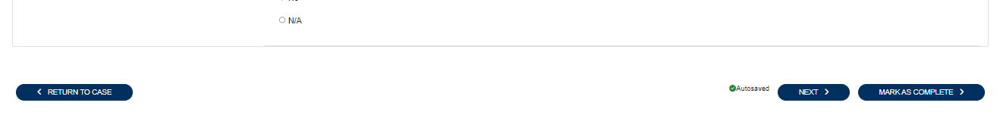 N/A
RETURN TO CASE
Autosaved
NEXT
MARK AS COMPLETE